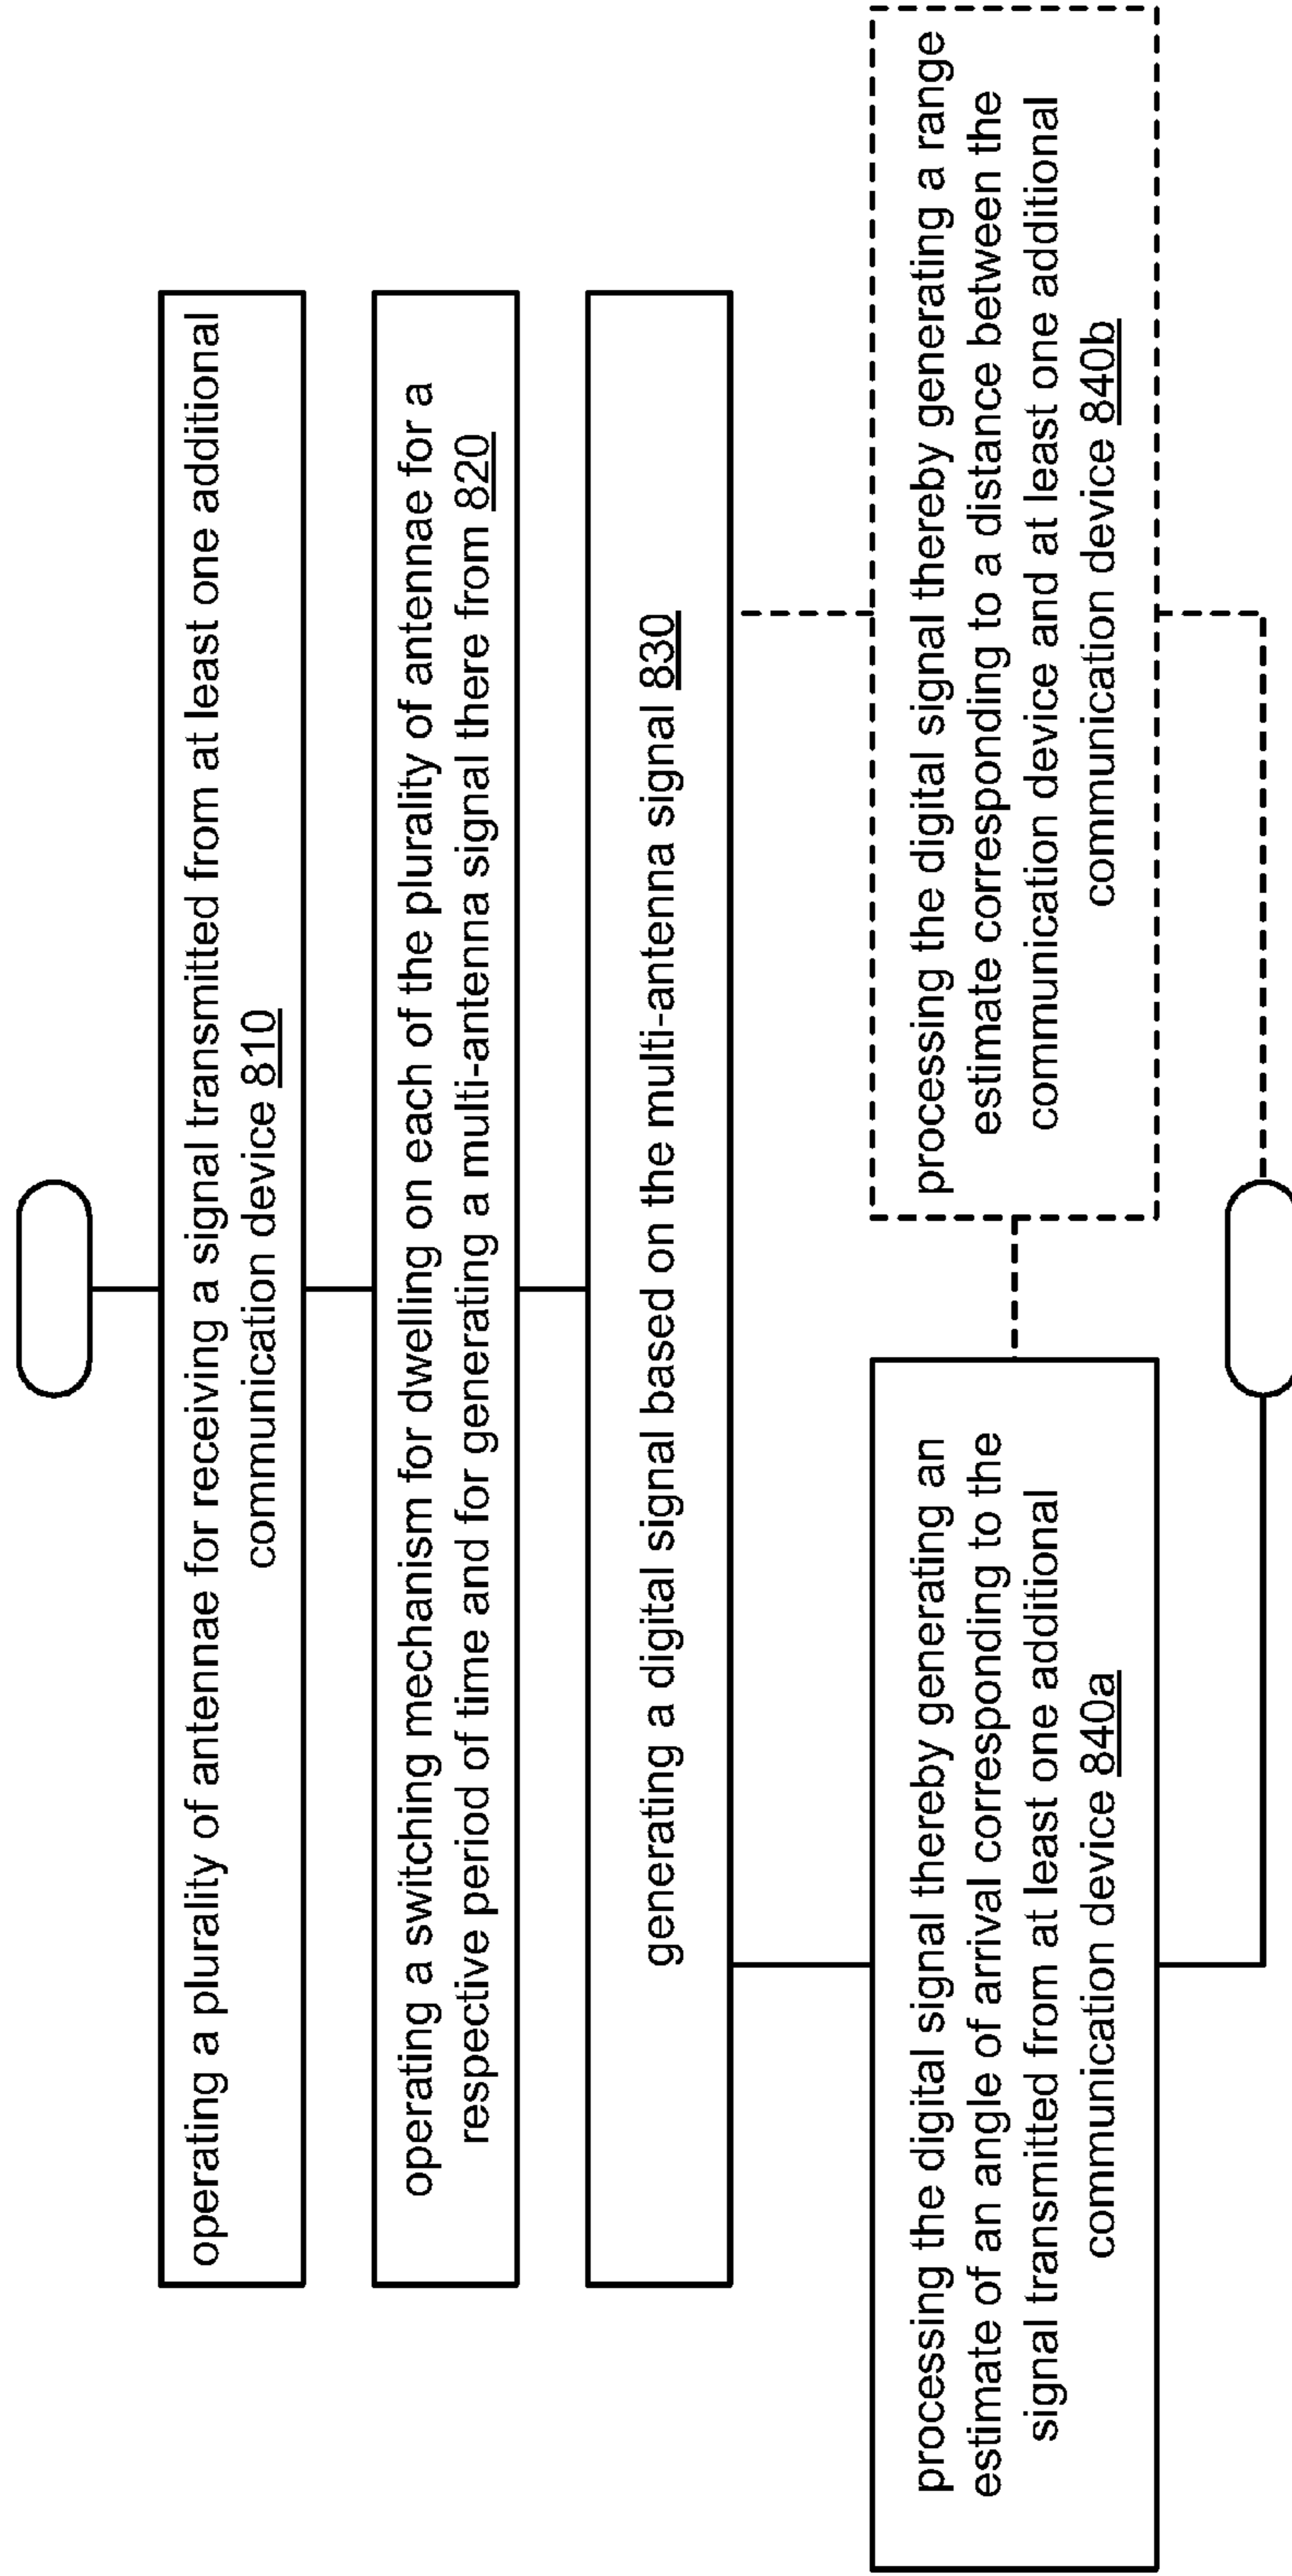 operating a plurality of antennae for receiving a signal transmitted from at least one additional
communication device 810
operating a switching mechanism for dwelling on each of the plurality of antennae for a
respective period of time and for generating a multi-antenna signal there from 820
generating a digital signal based on the multi-antenna signal 830
processing the digital signal thereby generating an
estimate of an angle of arrival corresponding to the
signal transmitted from at least one additional
communication device 840a
processing the digital signal thereby generating a range
estimate corresponding to a distance between the
communication device and at least one additional
communication device 840b